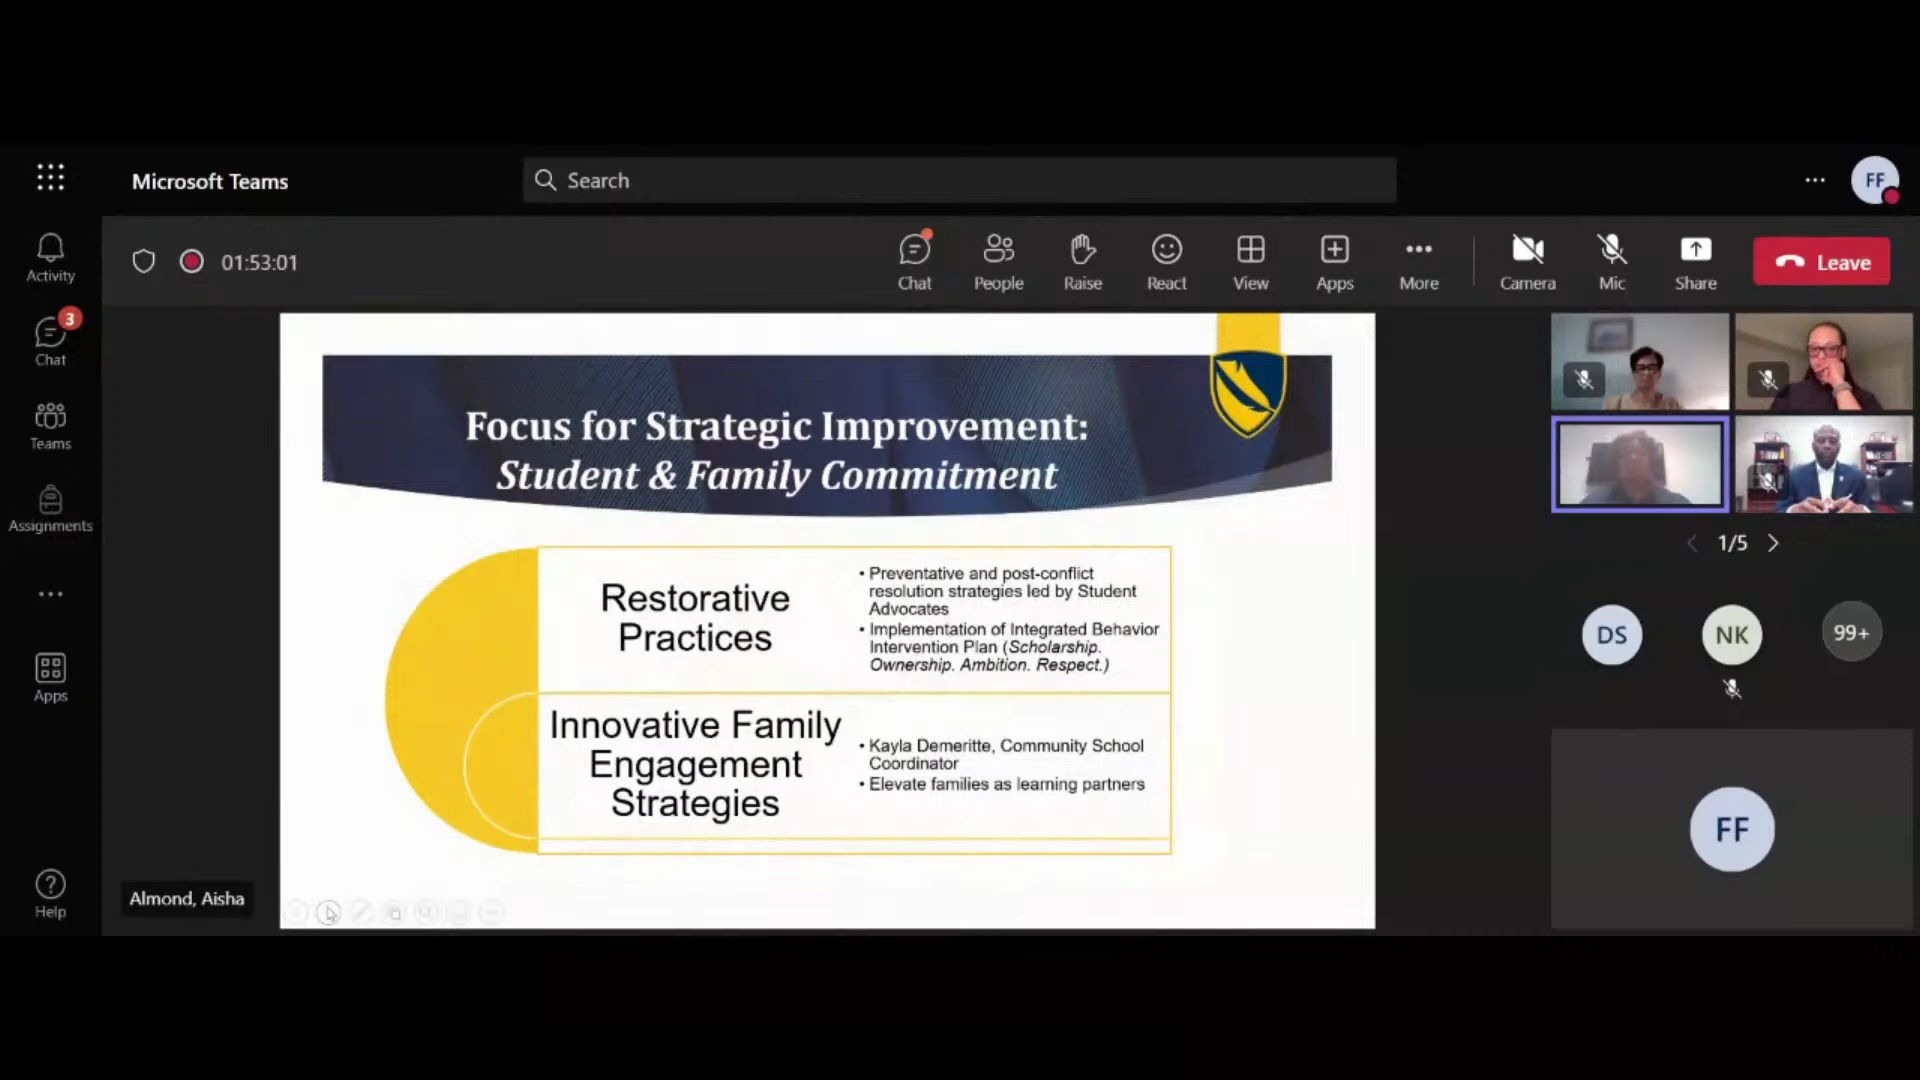 Microsoft Teams
Search
FF
Activity
Chat
3
Teams
Assignments
Apps
Help
01:53:01
Chat
People
Raise
React
View
Apps
More
Camera
Mic
Share
Leave
Focus for Strategic Improvement:
Student & Family Commitment
Restorative
Practices
• Preventative and post-conflict
resolution strategies led by Student
Advocates
• Implementation of Integrated Behavior
Intervention Plan (Scholarship.
Ownership. Ambition. Respect.)
Innovative Family
Engagement
Strategies
• Kayla Demeritte, Community School
Coordinator
• Elevate families as learning partners
Almond, Aisha
1/5
DS
NK
99+
FF